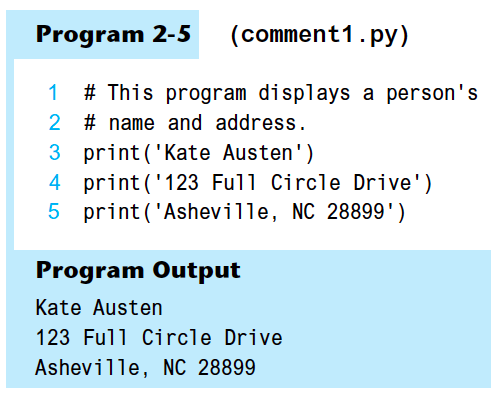 Program 2-5 (comment1.py)
1 # This program displays a person's
2 # name and address.
3 print('Kate Austen')
4 print('123 Full Circle Drive')
5 print('Asheville, NC 28899')
Program Output
Kate Austen
123 Full Circle Drive
Asheville, NC 28899